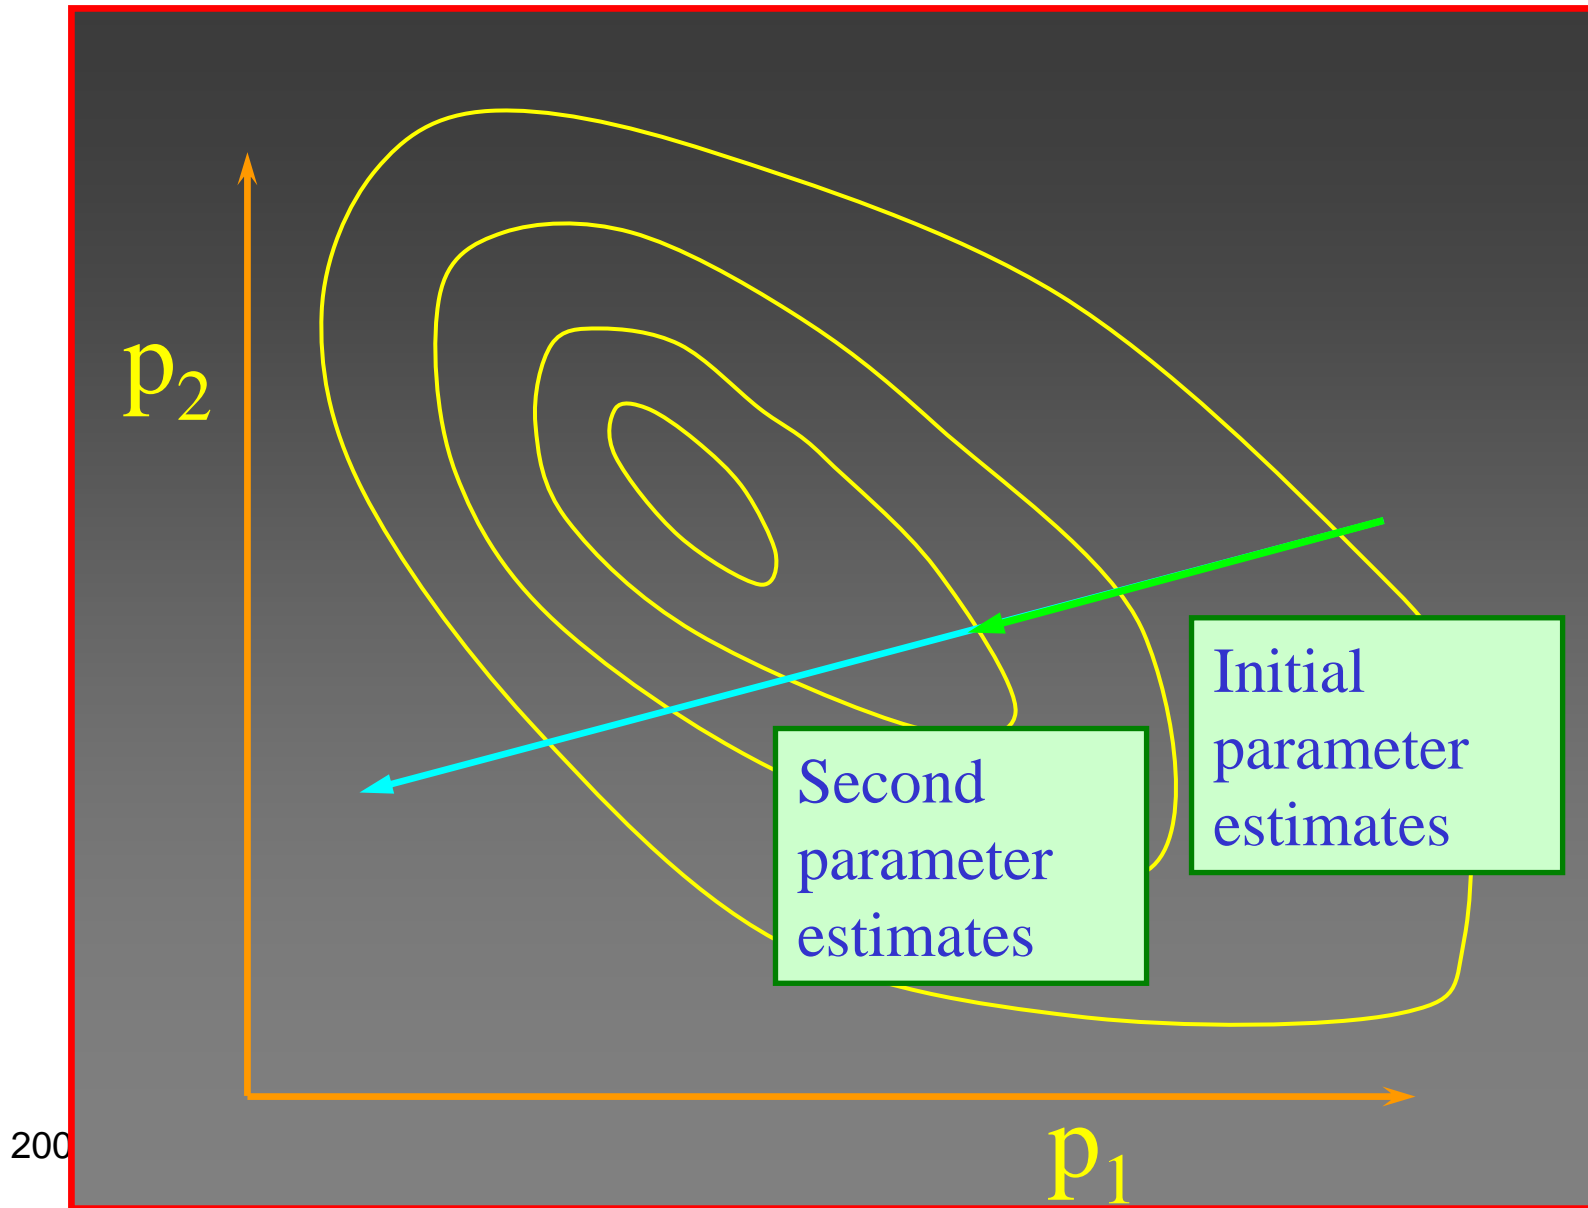 p2
Initial
parameter
estimates
Second
parameter
estimates
200
p1